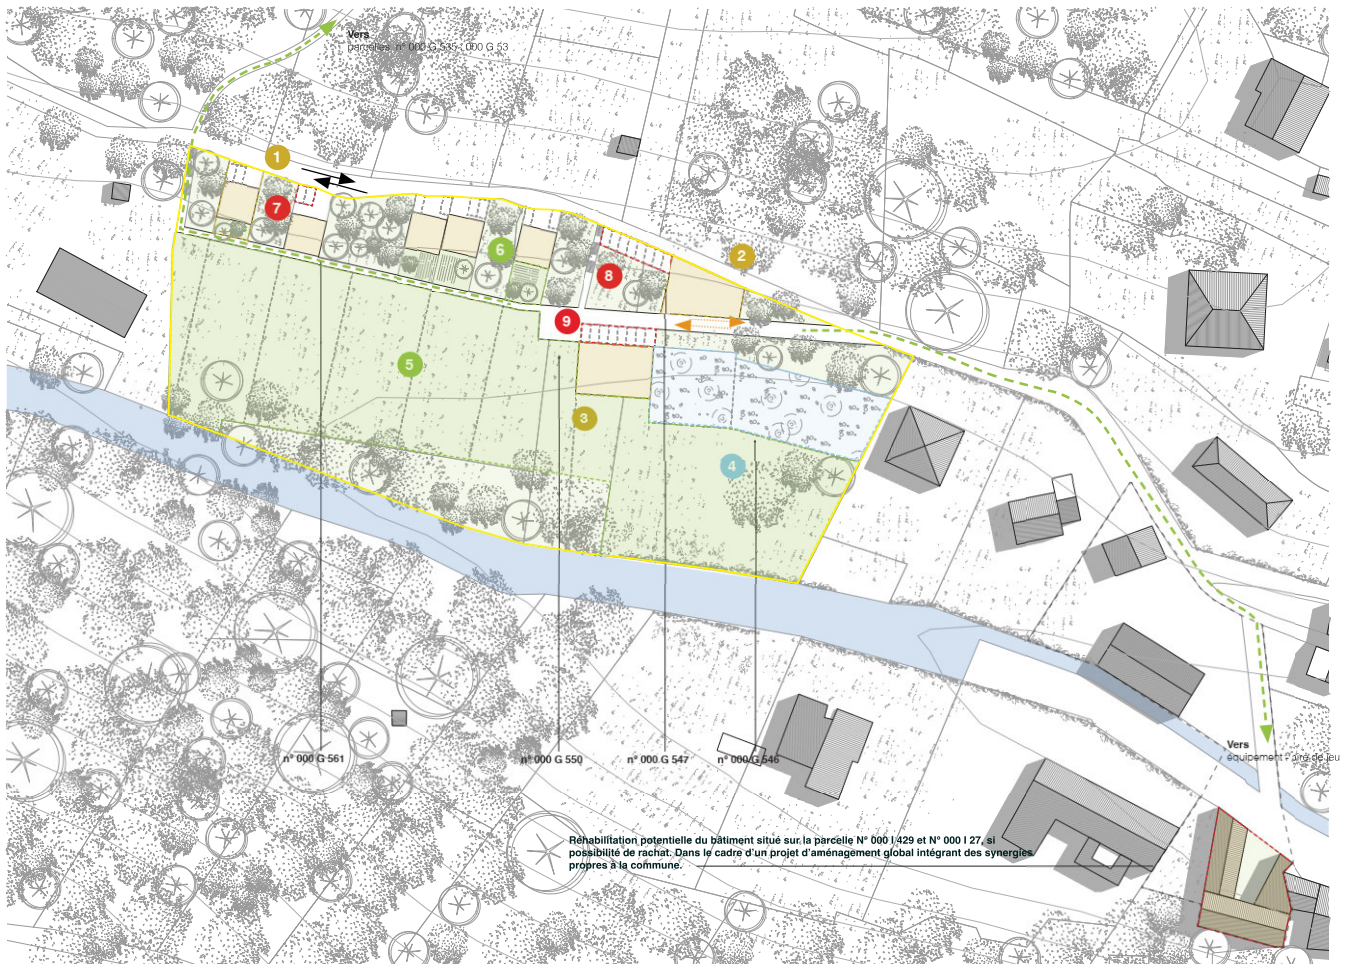 Vers
parcelles n° 000 G 535 ; 000 G 53
1
2
7
6
8
9
5
3
4
n° 000 G 561
n° 000 G 550
n° 000 G 547
n° 000 G 546
Vers
équipement - aire de jeu
Réhabilitation potentielle du bâtiment situé sur la parcelle N° 000 I 429 et N° 000 I 27, si
possibilité de rachat. Dans le cadre d'un projet d'aménagement global intégrant des synergies
propres à la commune.